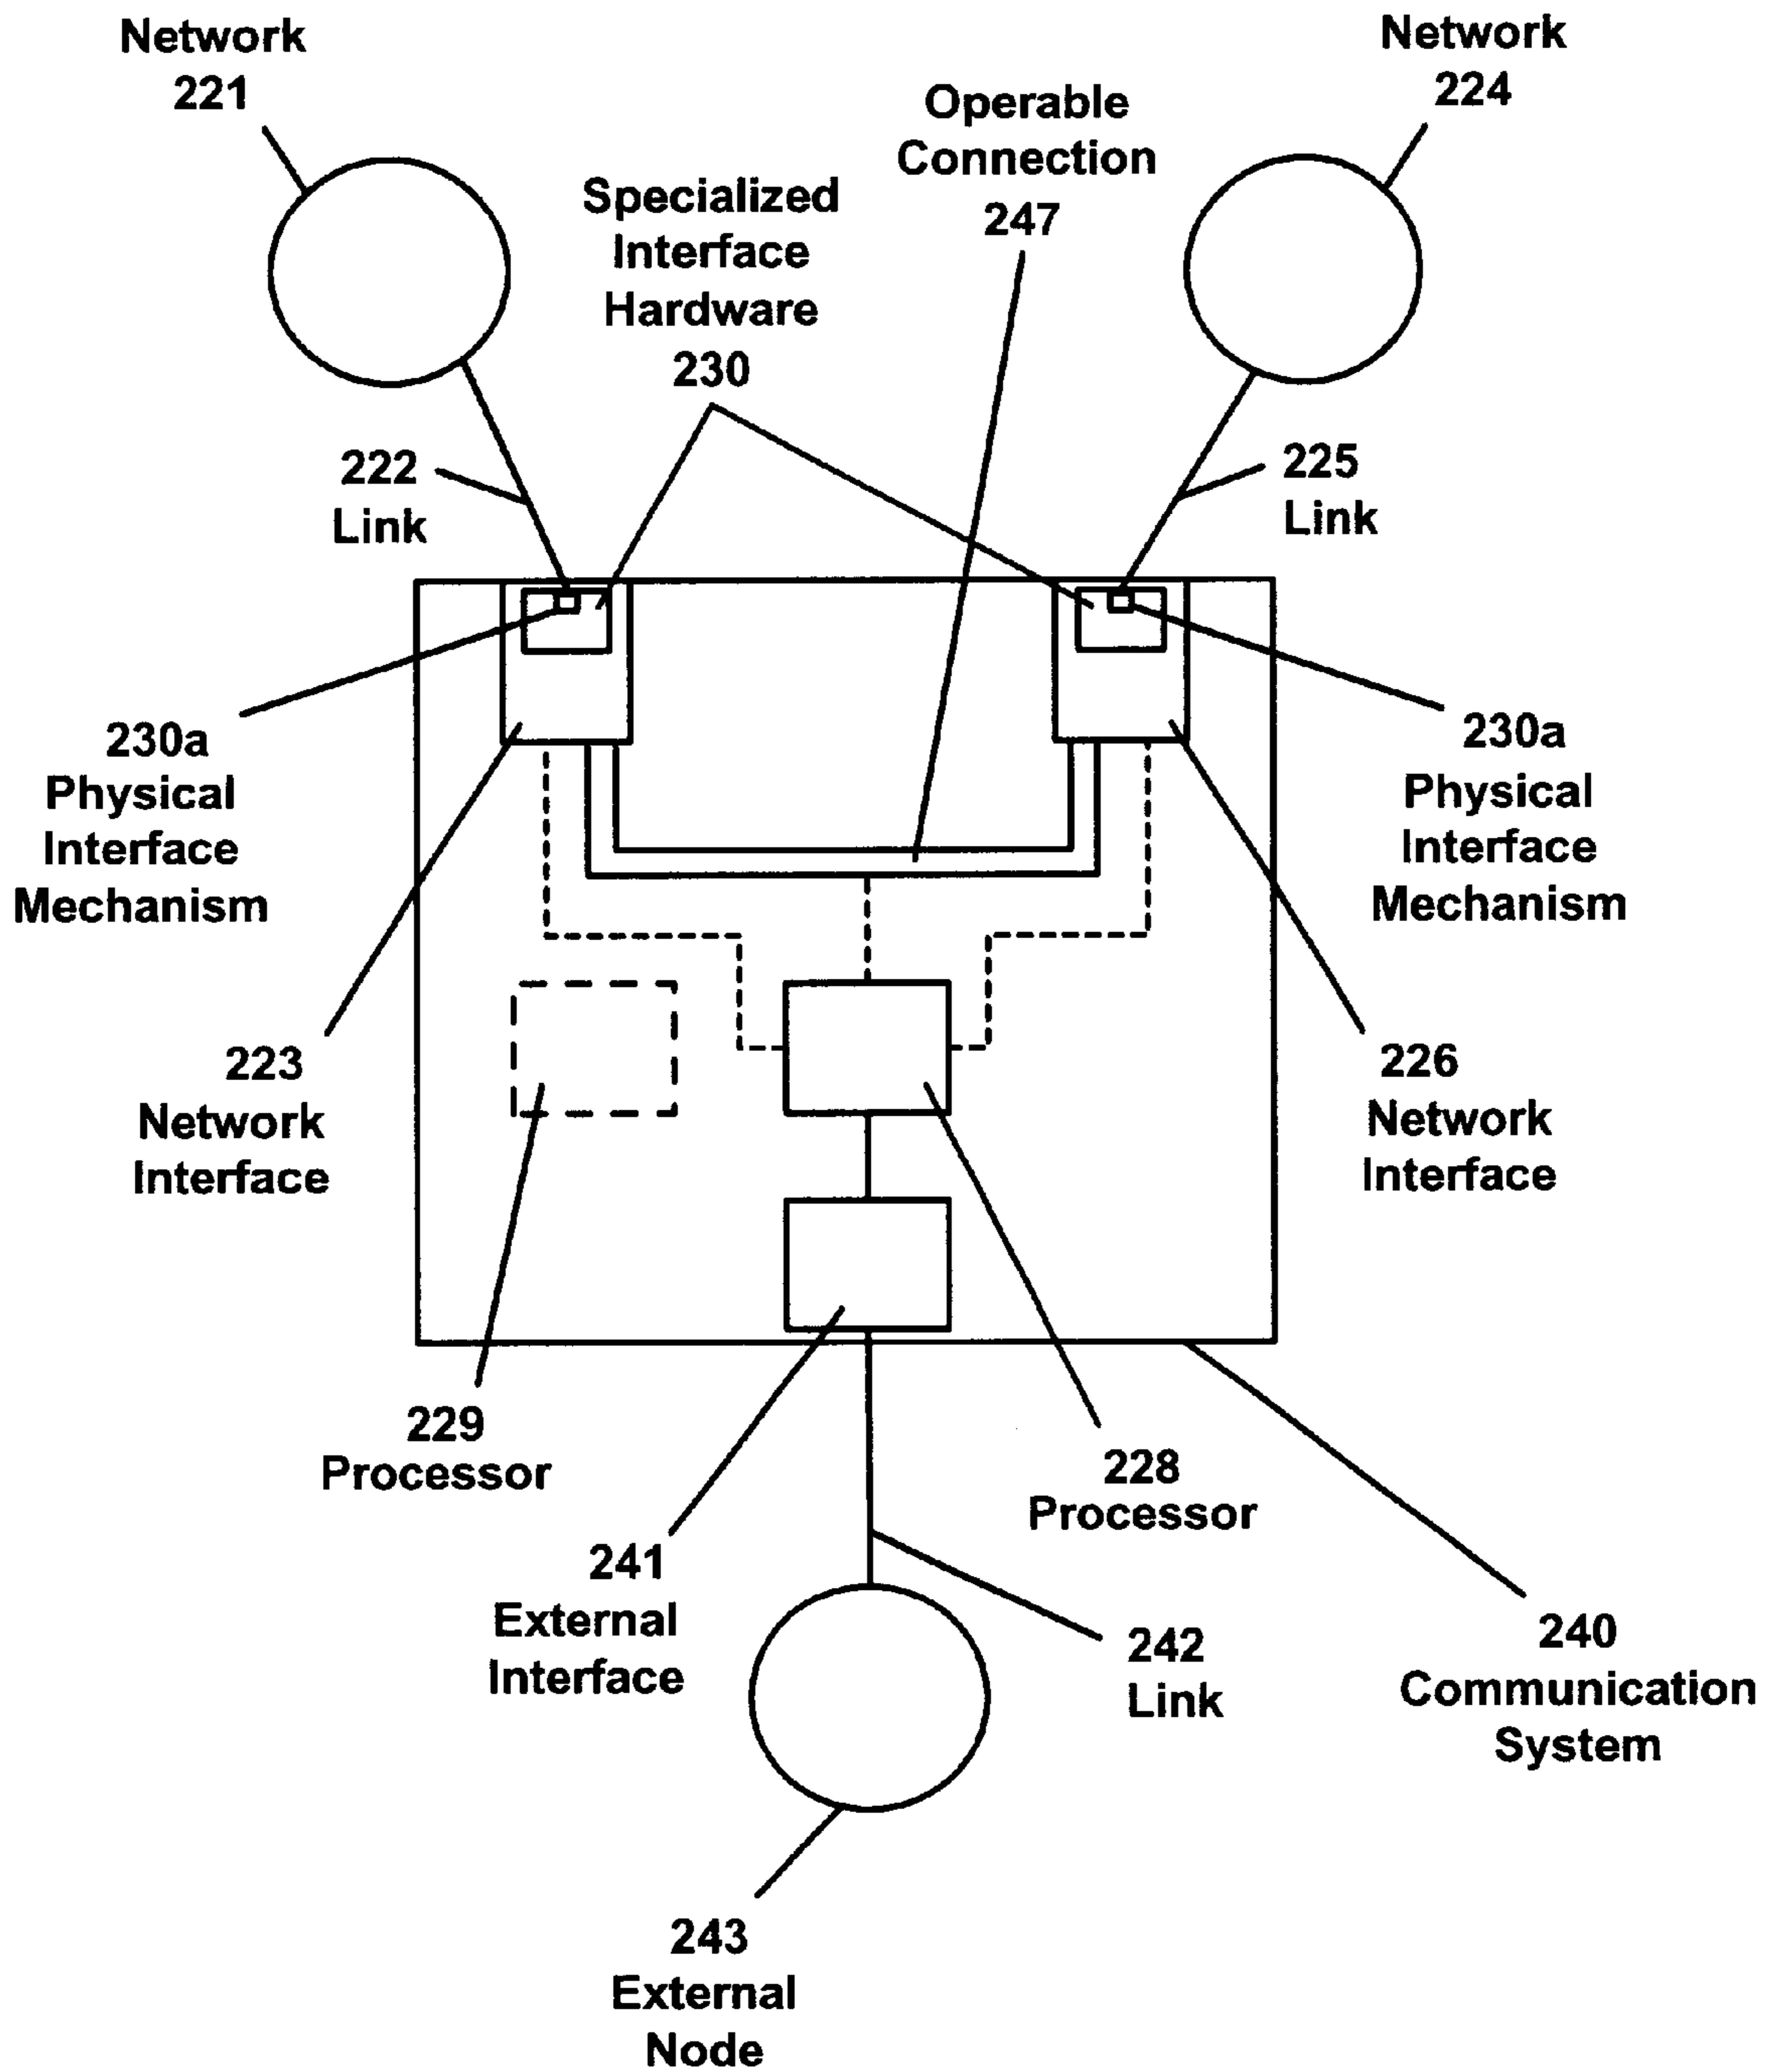 Network
221
Network
224
Operable
Connection
247
Specialized
Interface
Hardware
230
222
Link
225
Link
230a
Physical
Interface
Mechanism
230a
Physical
Interface
Mechanism
223
Network
Interface
226
Network
Interface
229
Processor
228
Processor
241
External
Interface
242
Link
240
Communication
System
243
External
Node